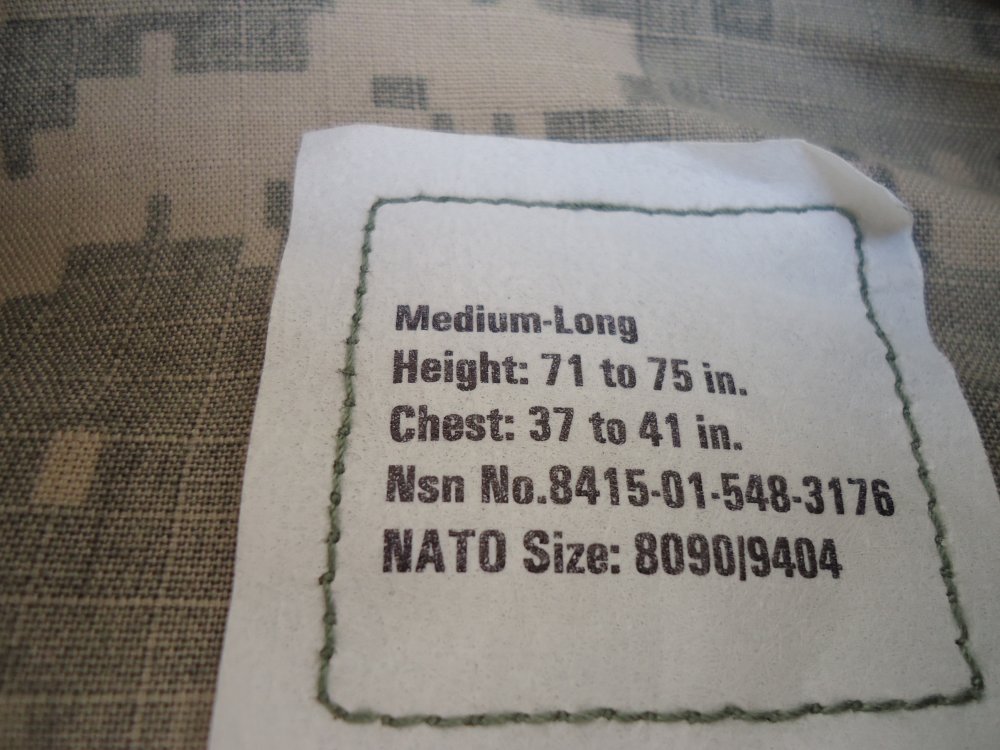 Medium-Long
Height: 71 to 75 in.
Chest: 37 to 41 in.
Nsn No.8415-01-548-3176
NATO Size: 8090|9404